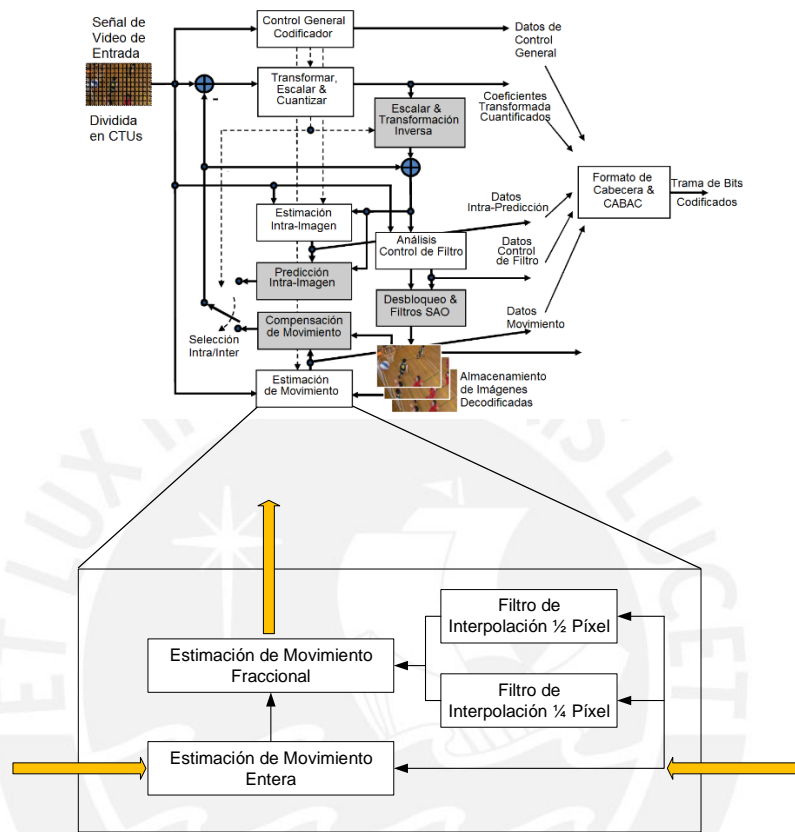 Señal de
Video de
Entrada
Dividida
en CTUs
Control General
Codificador
Transformar,
Escalar &
Cuantizar
-
Escalar &
Transformación
Inversa
Datos de
Control
General
Coeficientes
Transformada
Cuantificados
Formato de
Cabecera &
CABAC
Trama de Bits
Codificados
Estimación
Intra-Imagen
Datos
Intra-Predicción
Análisis
Control de Filtro
Datos
Control
de Filtro
Predicción
Intra-Imagen
Desbloqueo &
Filtros SAO
Compensación
de Movimiento
Datos
Movimiento
Selección
Intra/Inter
Estimación
de Movimiento
Almacenamiento
de Imágenes
Decodificadas
Filtro de
Interpolación ½ Píxel
Estimación de Movimiento
Fraccional
Filtro de
Interpolación ¼ Píxel
Estimación de Movimiento
Entera
ET LUX IN
LUCET